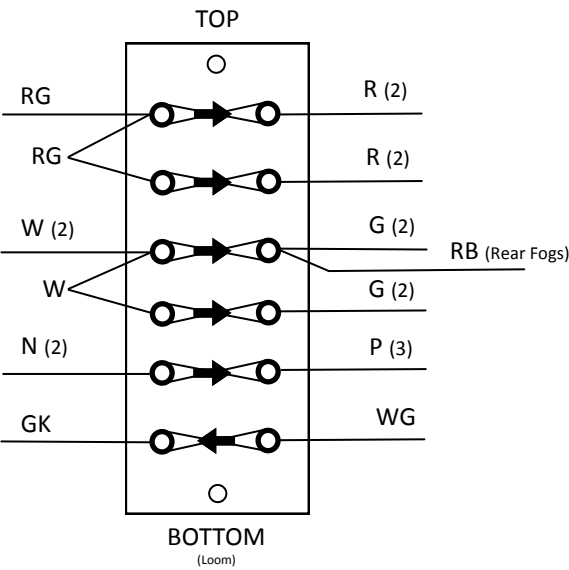 TOP
RG
R (2)
RG
R (2)
W (2)
G (2)
RB (Rear Fogs)
W
G (2)
N (2)
P (3)
GK
WG
BOTTOM
(Loom)